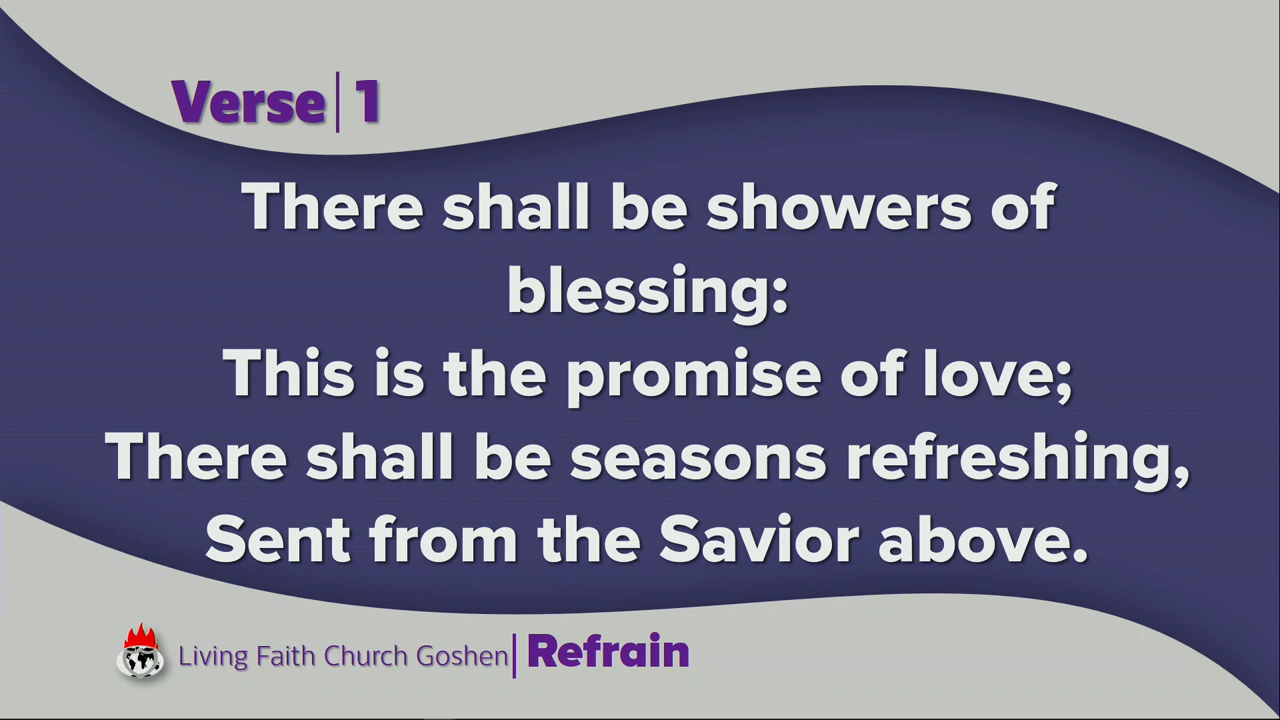 Verse | 1
There shall be showers of
blessing:
This is the promise of love;
There shall be seasons refreshing,
Sent from the Savior above.
Living Faith Church Goshen | Refrain